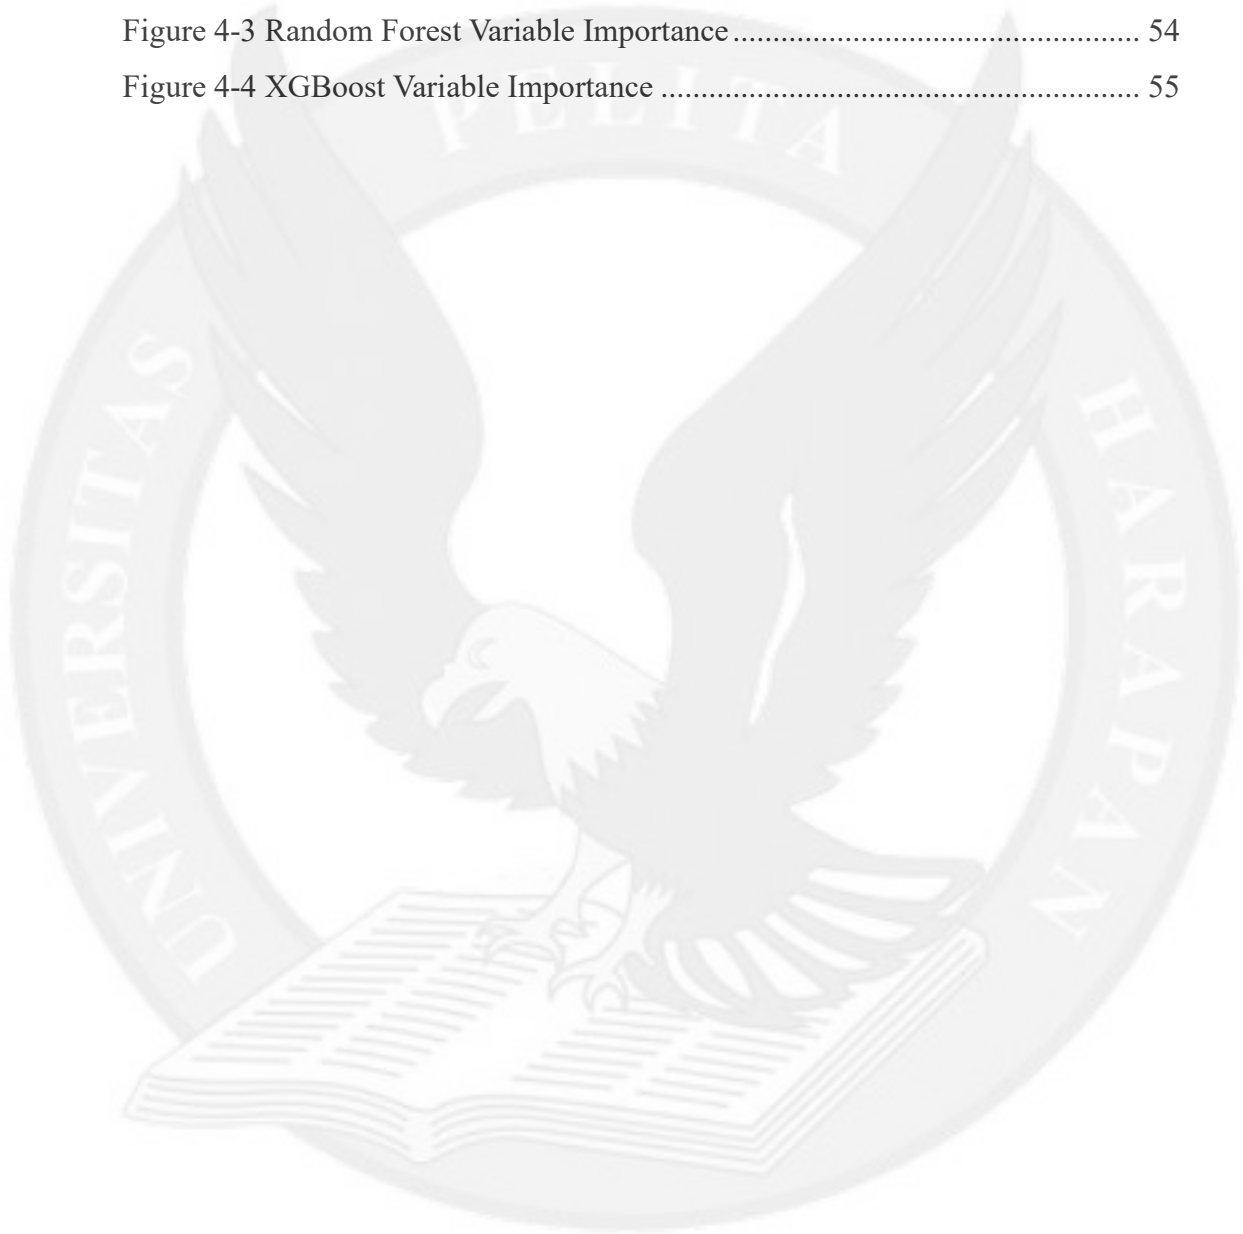 Figure 4-3 Random Forest Variable Importance............................................... 54
Figure 4-4 XGBoost Variable Importance ....................................................... 55
UNIVERSITAS PELITA HARAPAN